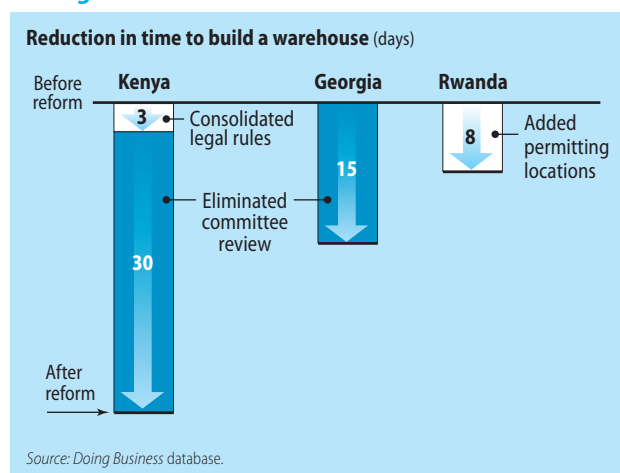 Reduction in time to build a warehouse (days)
Before
reform
Kenya
Georgia
Rwanda
3
Consolidated
legal rules
8
Added
permitting
locations
15
Eliminated
committee
review
30
After
reform
Source: Doing Business database.